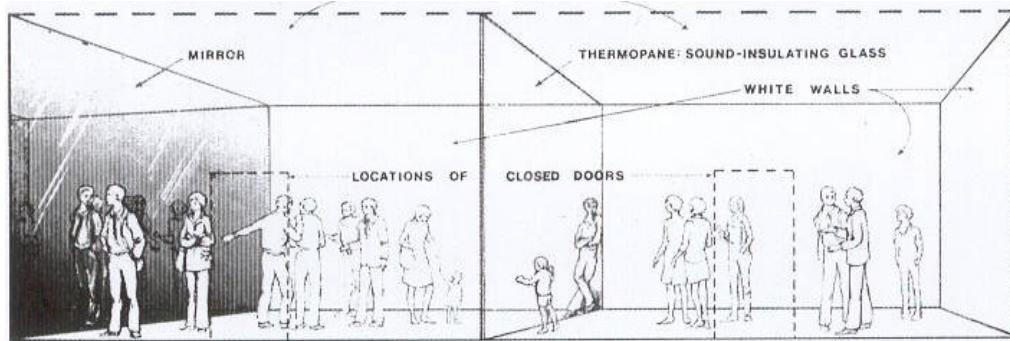 MIRROR
THERMOPANE: SOUND-INSULATING GLASS
WHITE WALLS
LOCATIONS OF CLOSED DOORS